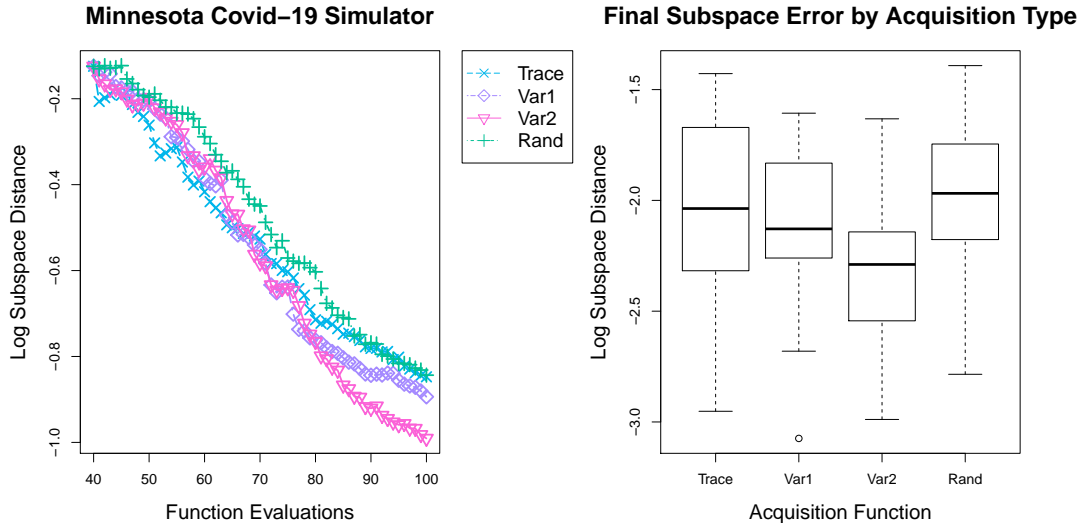 Minnesota Covid−19 Simulator
Log Subspace Distance
−0.2
−0.4
−0.6
−0.8
−1.0
40 50 60 70 80 90 100
Function Evaluations
Trace
Var1
Var2
Rand
Final Subspace Error by Acquisition Type
Log Subspace Distance
−1.5
−2.0
−2.5
−3.0
Trace Var1 Var2 Rand
Acquisition Function